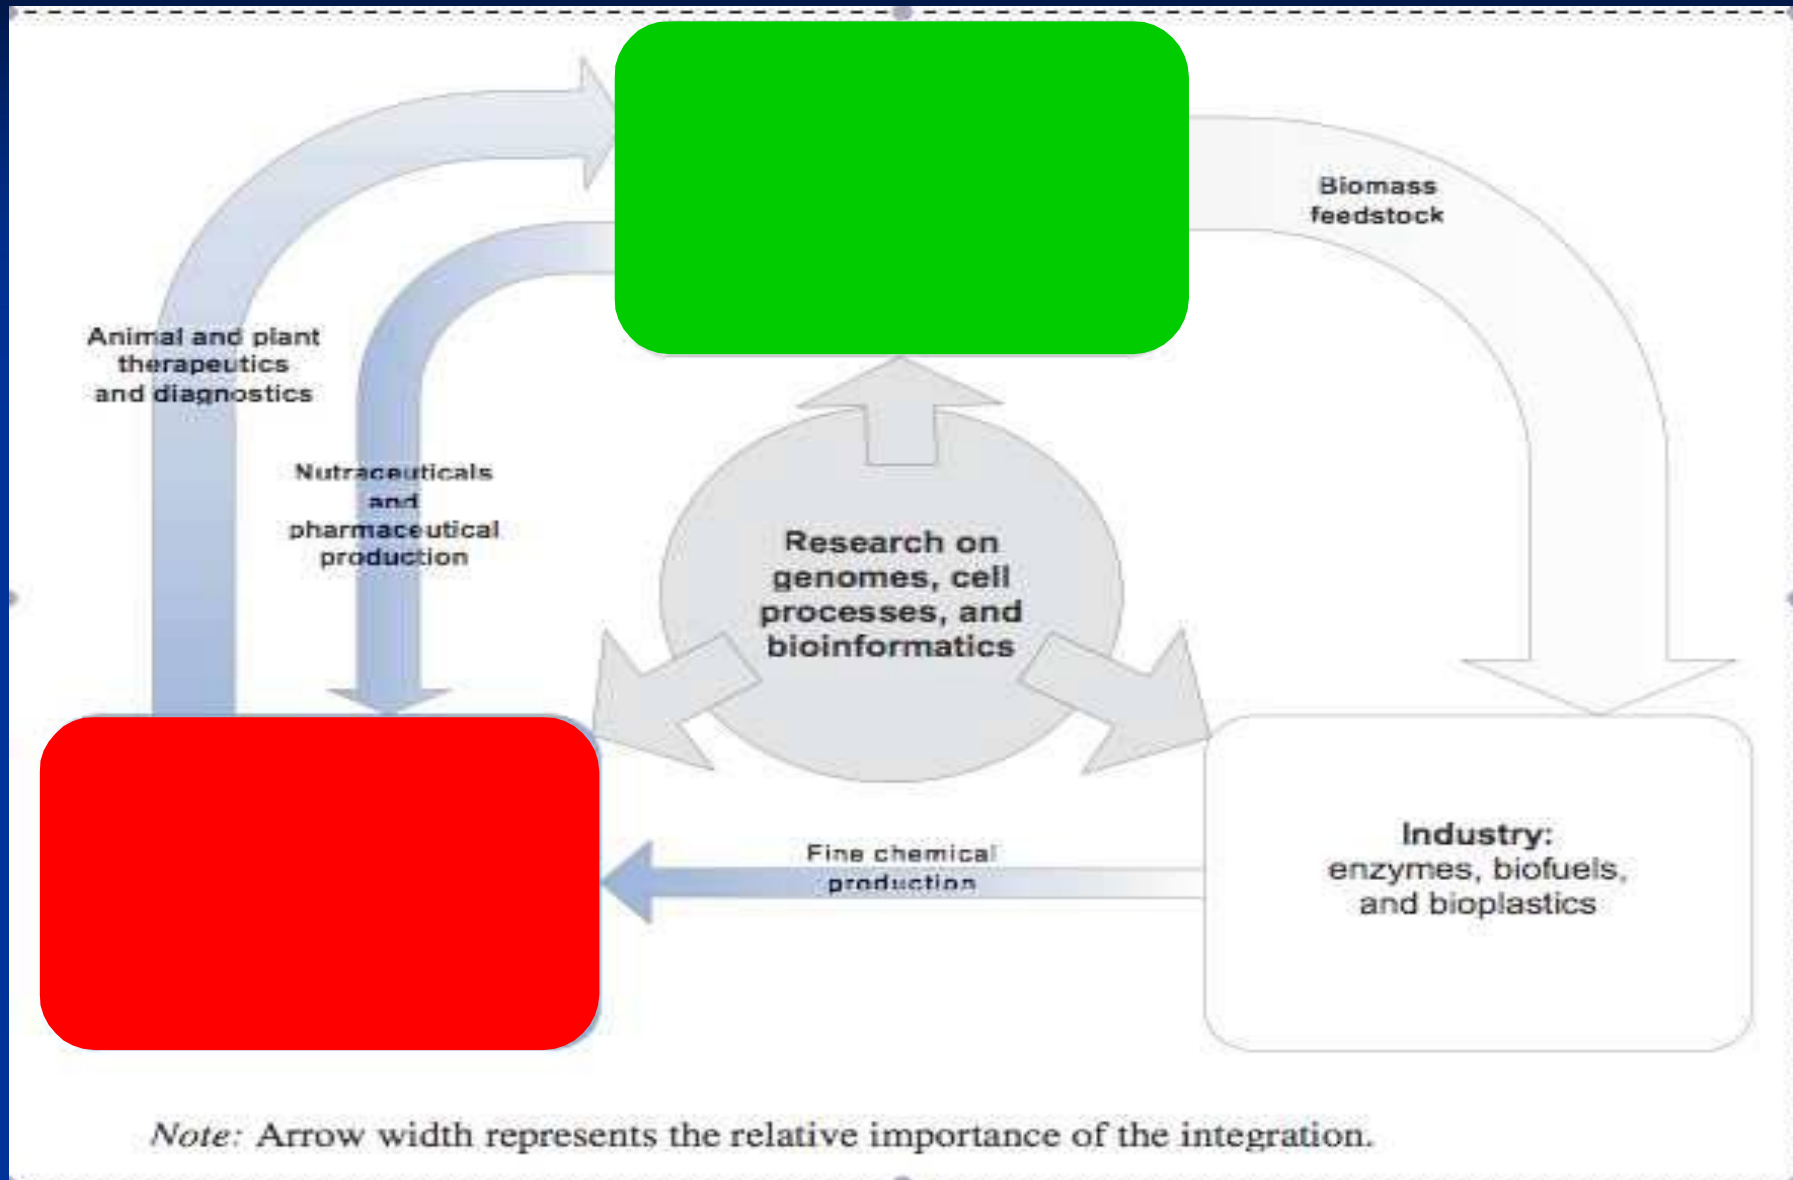 Biomass
feedstock
Animal and plant
therapeutics
and diagnostics
Nutraceuticals
and
pharmaceutical
production
Research on
genomes, cell
processes, and
bioinformatics
Fine chemical
production
Industry:
enzymes, biofuels,
and bioplastics
Note: Arrow width represents the relative importance of the integration.